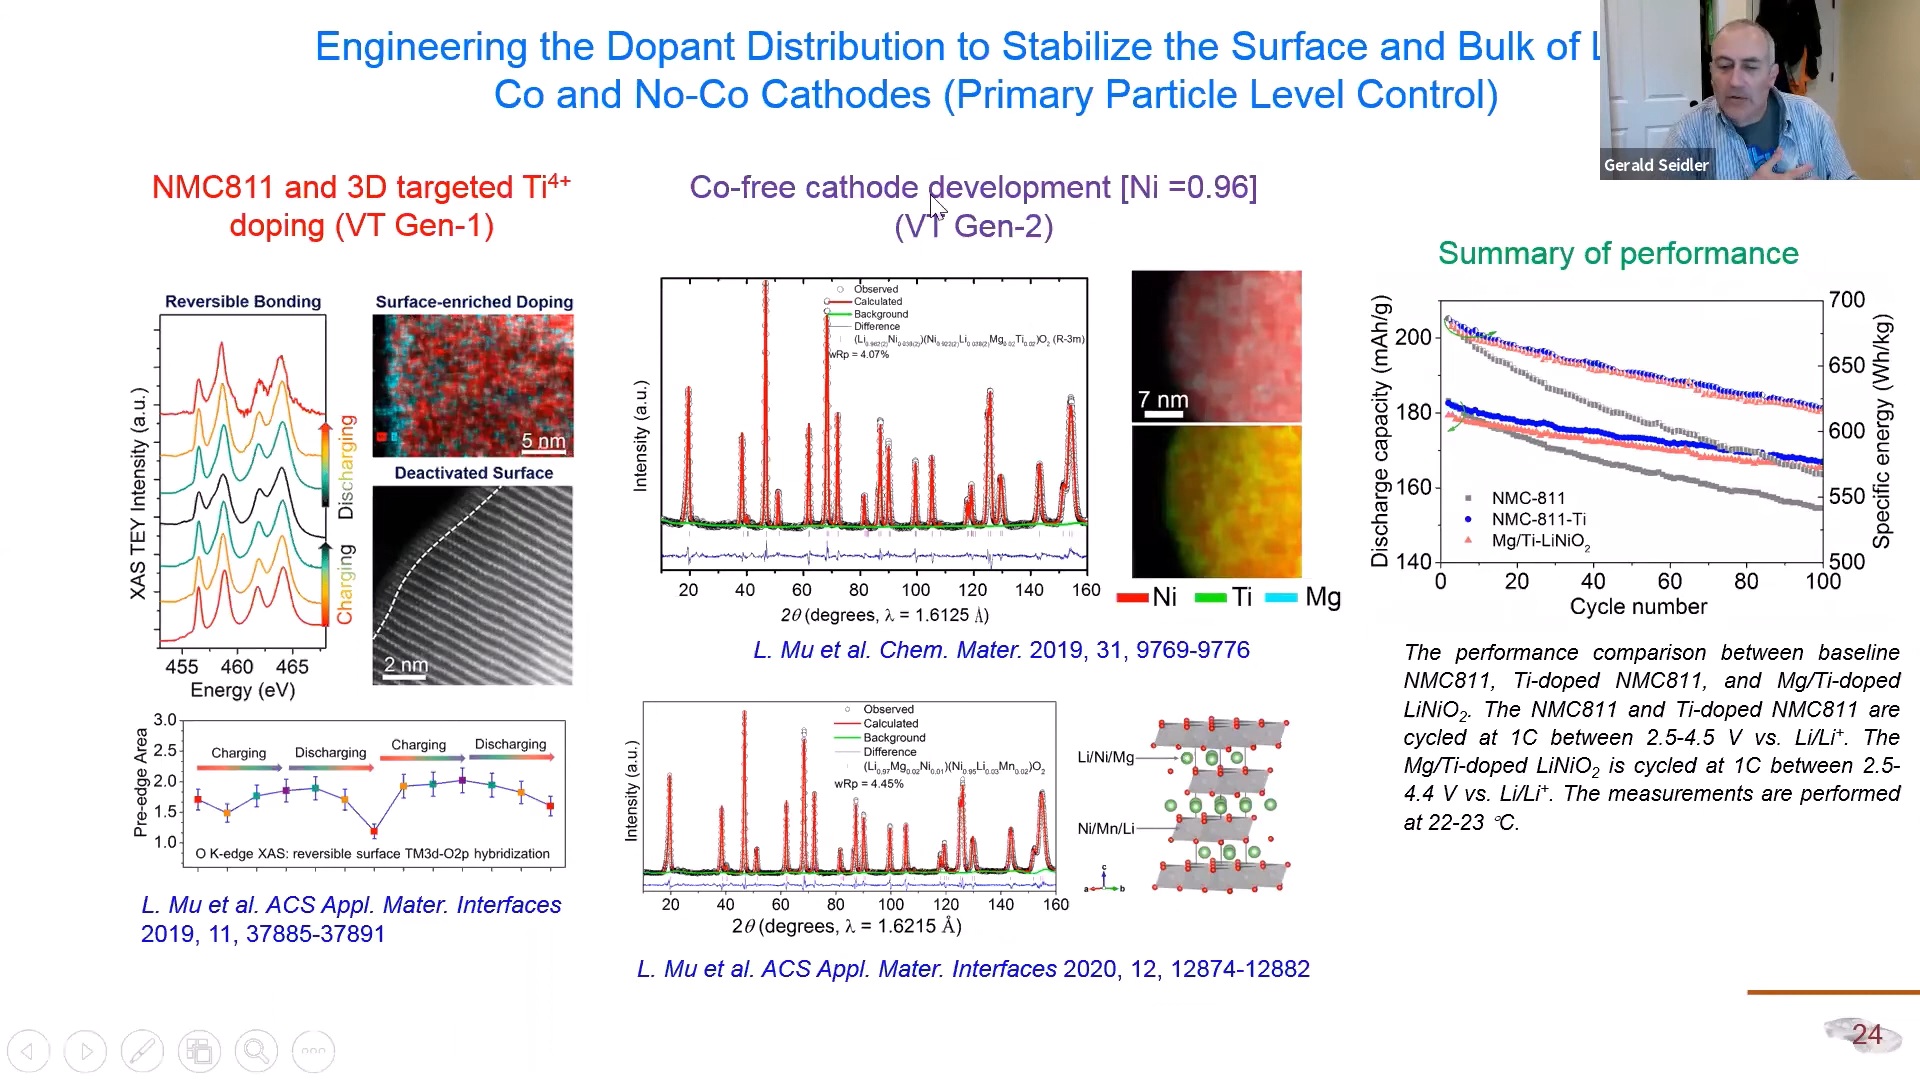 Engineering the Dopant Distribution to Stabilize the Surface and Bulk of L
Co and No-Co Cathodes (Primary Particle Level Control)
Gerald Seidler
NMC811 and 3D targeted Ti4+
doping (VT Gen-1)
Reversible Bonding
XAS TEY Intensity (a.u.)
Discharging
Charging
455 460 465
Energy (eV)
Surface-enriched Doping
5 nm
Deactivated Surface
2 nm
Pre-edge Area
3.0
2.5
2.0
1.5
1.0
Charging Discharging Charging Discharging
O K-edge XAS: reversible surface TM3d-O2p hybridization
L. Mu et al. ACS Appl. Mater. Interfaces
2019, 11, 37885-37891
Co-free cathode development [Ni =0.96]
(VT Gen-2)
Intensity (a.u.)
Observed
Calculated
Background
Difference
wRp = 4.07%
20 40 60 80 100 120 140 160
2θ (degrees, λ = 1.6125 Å)
7 nm
Ni Ti Mg
L. Mu et al. Chem. Mater. 2019, 31, 9769-9776
Intensity (a.u.)
Observed
Calculated
Background
Difference
(Li0.97Mg0.02Ni0.01)(Ni0.95Li0.03Mn0.02)O2
wRp = 4.45%
20 40 60 80 100 120 140 160
2θ (degrees, λ = 1.6215 Å)
Li/Ni/Mg
Ni/Mn/Li
c
a b
L. Mu et al. ACS Appl. Mater. Interfaces 2020, 12, 12874-12882
Summary of performance
Discharge capacity (mAh/g)
200
180
160
140
700
650
600
550
500
Specific energy (Wh/kg)
NMC-811
NMC-811-Ti
Mg/Ti-LiNiO2
0 20 40 60 80 100
Cycle number
The performance comparison between baseline
NMC811, Ti-doped NMC811, and Mg/Ti-doped
LiNiO2. The NMC811 and Ti-doped NMC811 are
cycled at 1C between 2.5-4.5 V vs. Li/Li+. The
Mg/Ti-doped LiNiO2 is cycled at 1C between 2.5-
4.4 V vs. Li/Li+. The measurements are performed
at 22-23 °C.
24